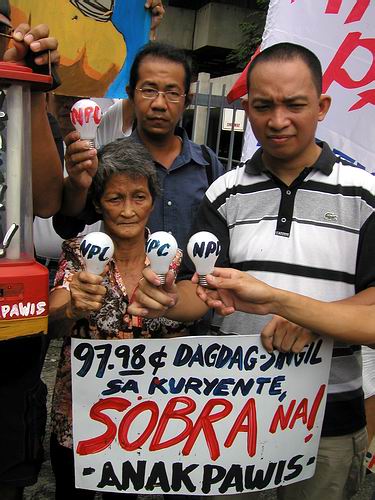 NPC
NPC
NPC
NPC
PAWIS
97.98¢ DAGDAG-SINGIL
SA KURYENTE,
SOBRA NA!
-ANAKPAWIS-